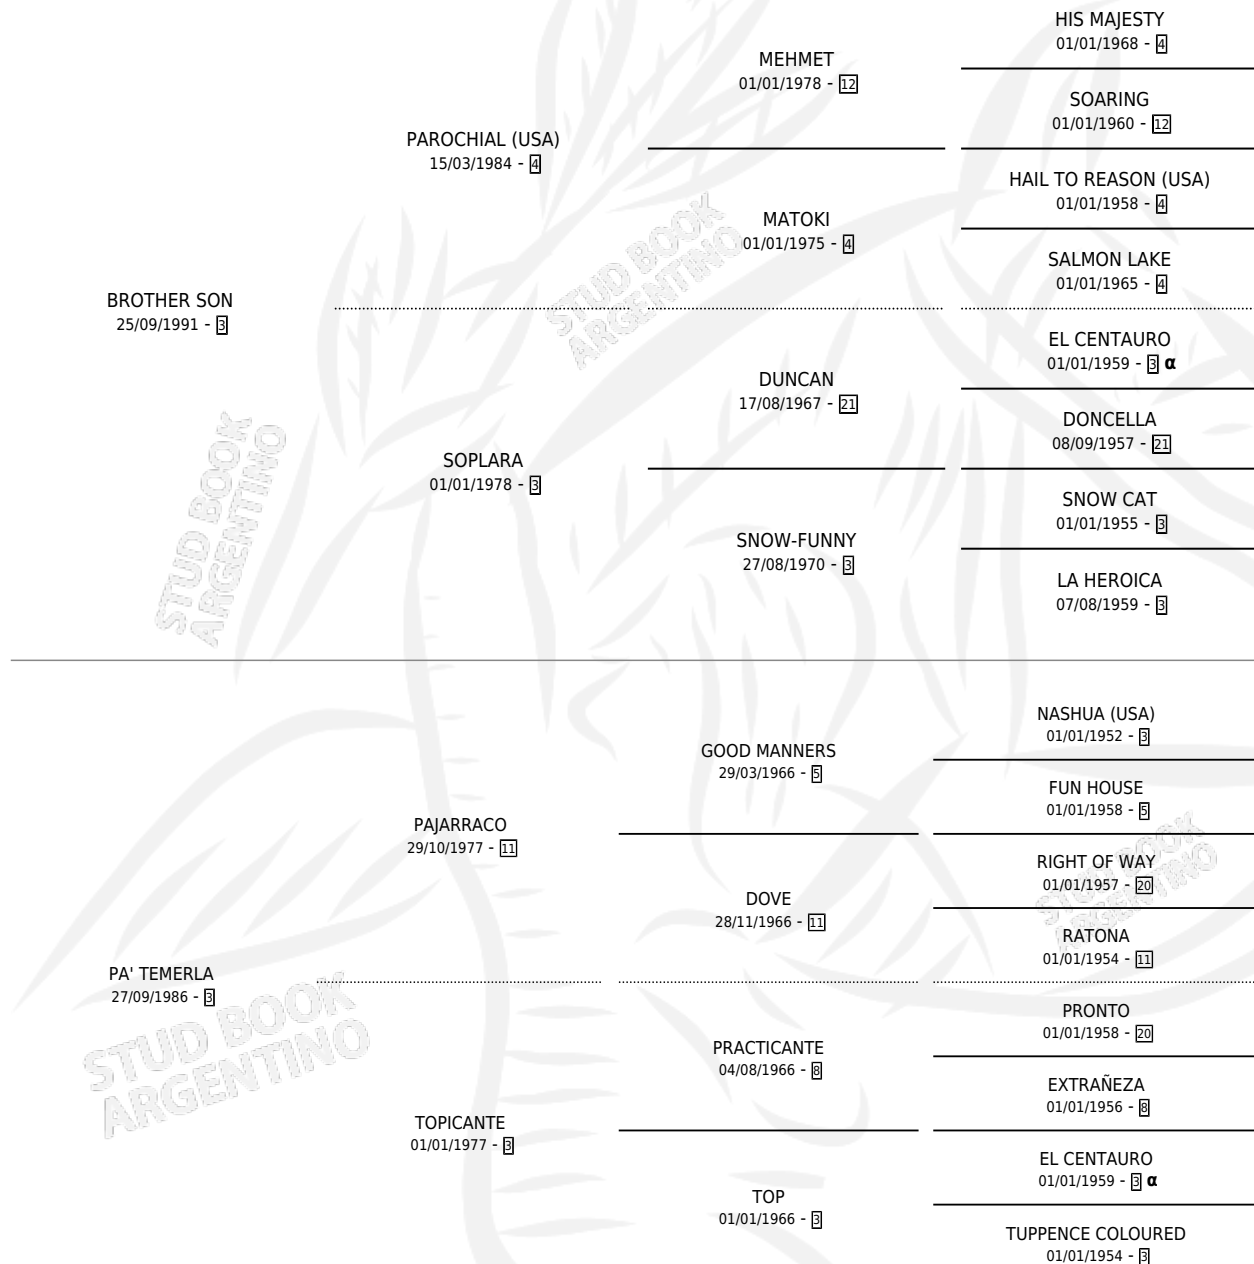 HIS MAJESTY
01/01/1968 - 4
MEHMET
01/01/1978 - 12
SOARING
01/01/1960 - 12
PAROCHIAL (USA)
15/03/1984 - 4
HAIL TO REASON (USA)
01/01/1958 - 4
MATOKI
01/01/1975 - 4
SALMON LAKE
01/01/1965 - 4
STUD BOOK
ARGENTINO
BROTHER SON
25/09/1991 - 3
EL CENTAURO
01/01/1959 - 3 α
DUNCAN
17/08/1967 - 21
DONCELLA
08/09/1957 - 21
SOPLARA
01/01/1978 - 3
SNOW CAT
01/01/1955 - 3
SNOW-FUNNY
27/08/1970 - 3
LA HEROICA
07/08/1959 - 3
STUD BOOK
ARGENTINO
NASHUA (USA)
01/01/1952 - 3
GOOD MANNERS
29/03/1966 - 5
FUN HOUSE
01/01/1958 - 5
PAJARRACO
29/10/1977 - 11
RIGHT OF WAY
01/01/1957 - 20
DOVE
28/11/1966 - 11
RATONA
01/01/1954 - 11
STUD BOOK
ARGENTINO
PA' TEMERLA
27/09/1986 - 3
PRONTO
01/01/1958 - 20
PRACTICANTE
04/08/1966 - 8
EXTRAÑEZA
01/01/1956 - 8
STUD BOOK
ARGENTINO
TOPICANTE
01/01/1977 - 3
EL CENTAURO
01/01/1959 - 3 α
TOP
01/01/1966 - 3
TUPPENCE COLOURED
01/01/1954 - 3